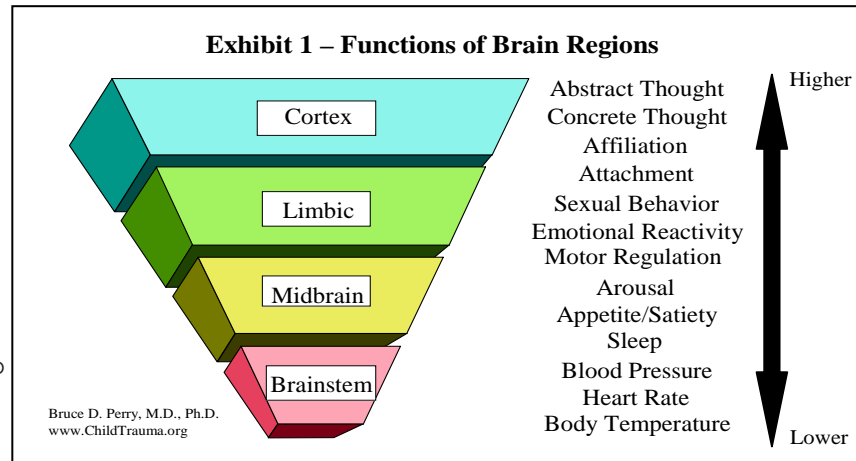 Exhibit 1 – Functions of Brain Regions
Cortex
Limbic
Midbrain
Brainstem
Abstract Thought
Concrete Thought
Affiliation
Attachment
Sexual Behavior
Emotional Reactivity
Motor Regulation
Arousal
Appetite/Satiety
Sleep
Blood Pressure
Heart Rate
Body Temperature
Higher
Lower
Bruce D. Perry, M.D., Ph.D.
www.ChildTrauma.org